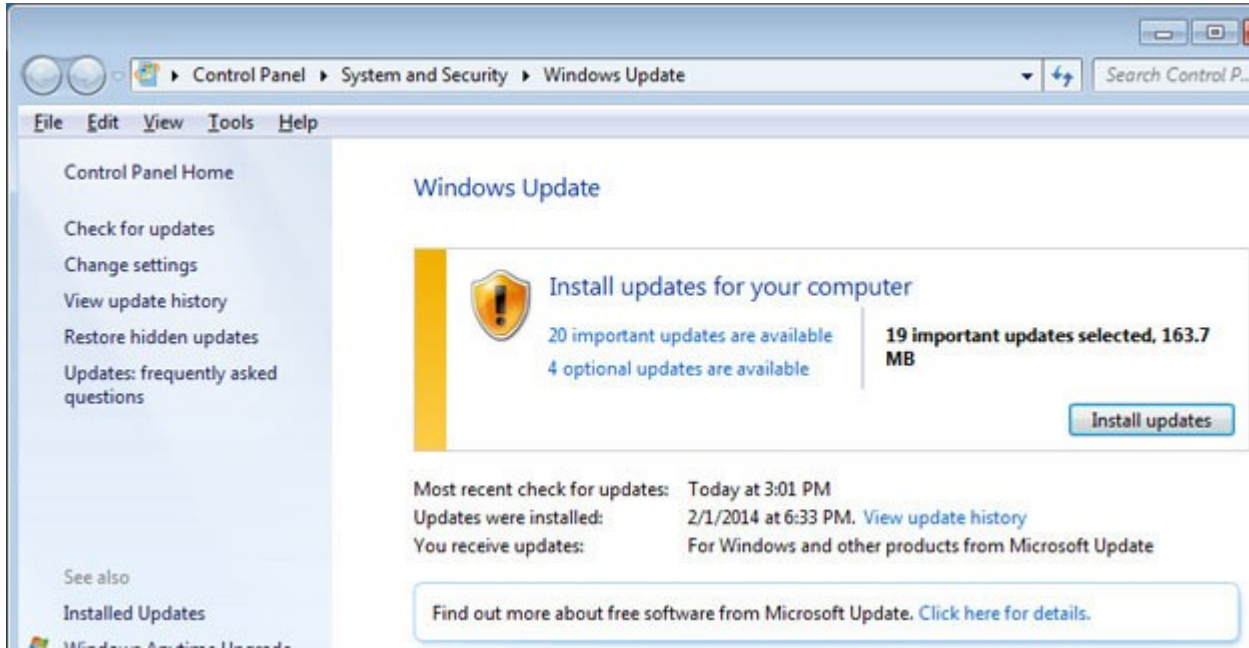 Control Panel
System and Security
Windows Update
Search Control P...
File Edit View Tools Help
Control Panel Home
Check for updates
Change settings
View update history
Restore hidden updates
Updates: frequently asked
questions
See also
Installed Updates
Windows Anytime Upgrade
Windows Update
Install updates for your computer
20 important updates are available
4 optional updates are available
19 important updates selected, 163.7
MB
Install updates
Most recent check for updates: Today at 3:01 PM
Updates were installed: 2/1/2014 at 6:33 PM. View update history
You receive updates: For Windows and other products from Microsoft Update
Find out more about free software from Microsoft Update. Click here for details.